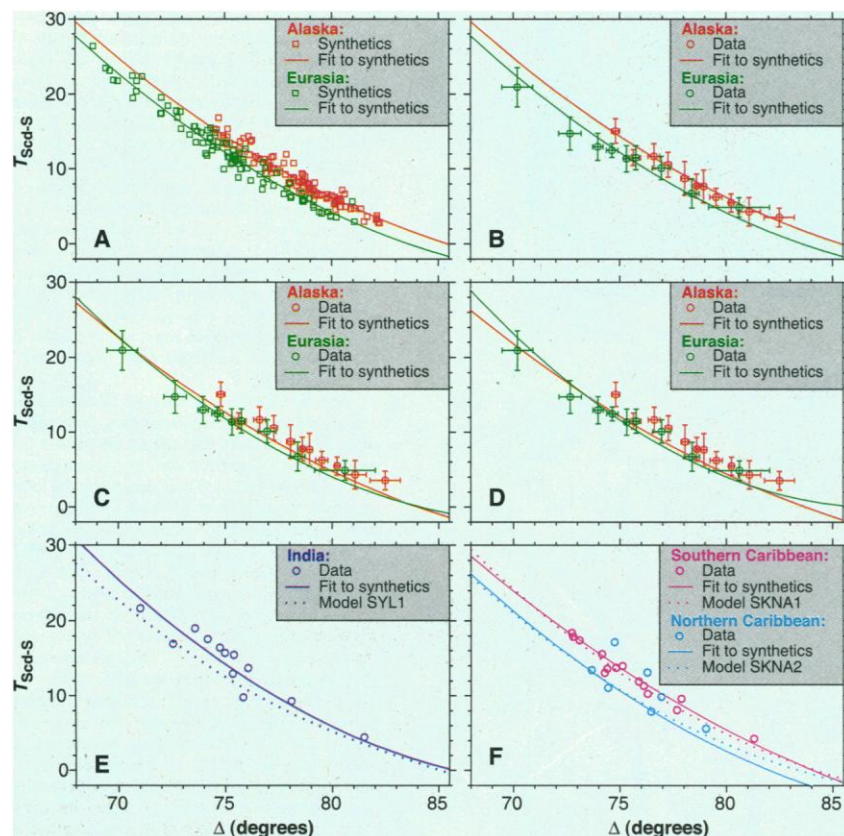 Alaska:
Synthetics
Fit to synthetics
Eurasia:
Synthetics
Fit to synthetics
A
30
20
10
0
T_Scd-S
Alaska:
Data
Fit to synthetics
Eurasia:
Data
Fit to synthetics
B
Alaska:
Data
Fit to synthetics
Eurasia:
Data
Fit to synthetics
C
30
20
10
0
T_Scd-S
Alaska:
Data
Fit to synthetics
Eurasia:
Data
Fit to synthetics
D
India:
Data
Fit to synthetics
Model SYL1
E
30
20
10
0
T_Scd-S
70 75 80 85
Δ (degrees)
Southern Caribbean:
Data
Fit to synthetics
Model SKNA1
Northern Caribbean:
Data
Fit to synthetics
Model SKNA2
F
70 75 80 85
Δ (degrees)